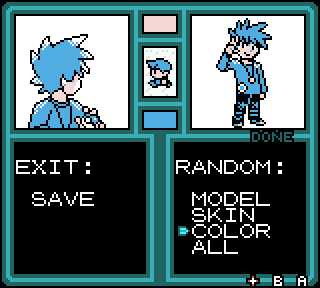 DONE
EXIT:
SAVE
RANDOM:
MODEL
SKIN
COLOR
ALL
B A